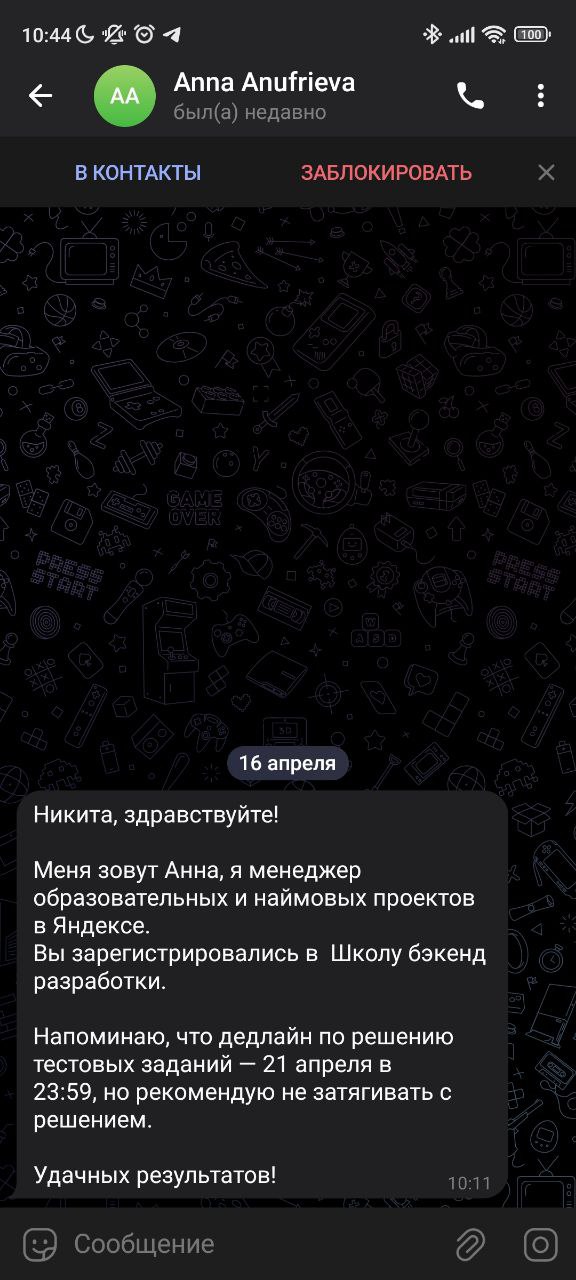 10:44
100
AA
Anna Anufrieva
был(а) недавно
В КОНТАКТЫ
ЗАБЛОКИРОВАТЬ
GAME
OVER
PRESS
START
PRESS
START
16 апреля
Никита, здравствуйте!
Меня зовут Анна, я менеджер
образовательных и наймовых проектов
в Яндексе.
Вы зарегистрировались в  Школу бэкенд
разработки.
Напоминаю, что дедлайн по решению
тестовых заданий — 21 апреля в
23:59, но рекомендую не затягивать с
решением.
Удачных результатов!
10:11
Сообщение